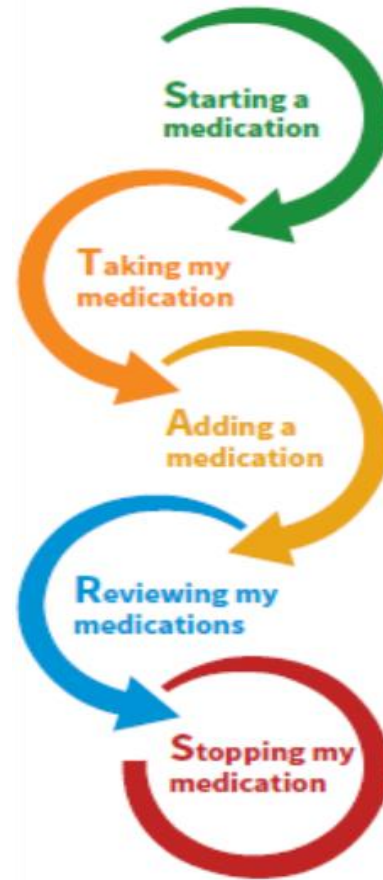 Starting a
medication
Taking my
medication
Adding a
medication
Reviewing my
medications
Stopping my
medication